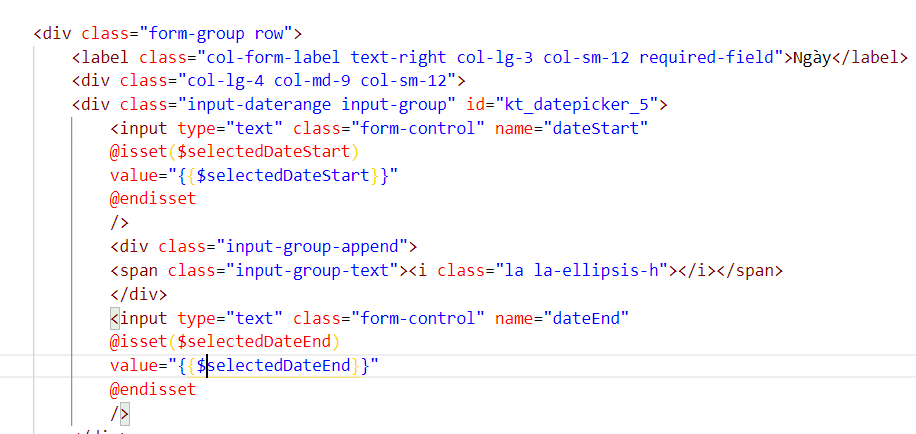 <div class="form-group row">
<label class="col-form-label text-right col-lg-3 col-sm-12 required-field">Ngày</label>
<div class="col-lg-4 col-md-9 col-sm-12">
<div class="input-daterange input-group" id="kt_datepicker_5">
<input type="text" class="form-control" name="dateStart"
@isset($selectedDateStart)
value="{{$selectedDateStart}}"
@endisset
/>
<div class="input-group-append">
<span class="input-group-text"><i class="la la-ellipsis-h"></i></span>
</div>
<input type="text" class="form-control" name="dateEnd"
@isset($selectedDateEnd)
value="{{$selectedDateEnd}}"
@endisset
/>